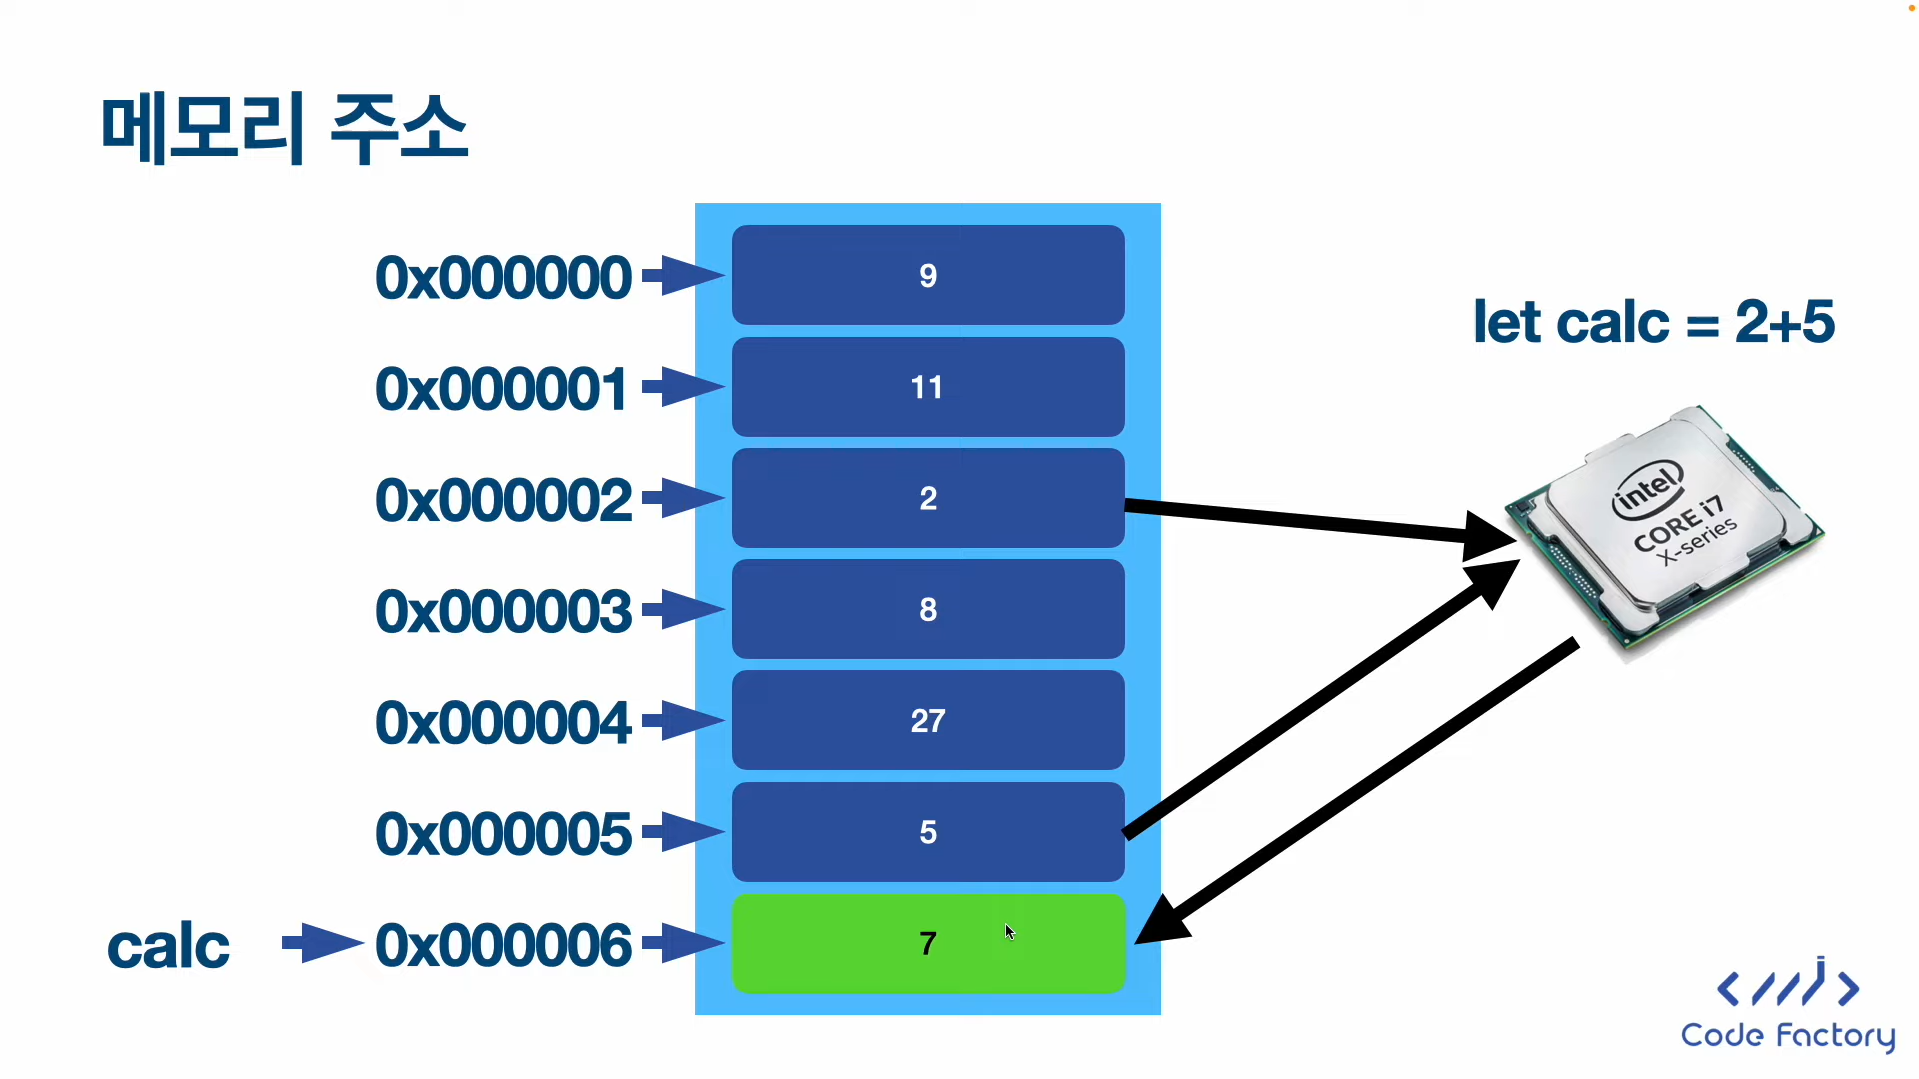 메모리 주소
let calc = 2+5
0x000000
9
0x000001
11
0x000002
2
0x000003
8
0x000004
27
0x000005
5
calc
0x000006
7
intel
CORE i7
X-series
Code Factory